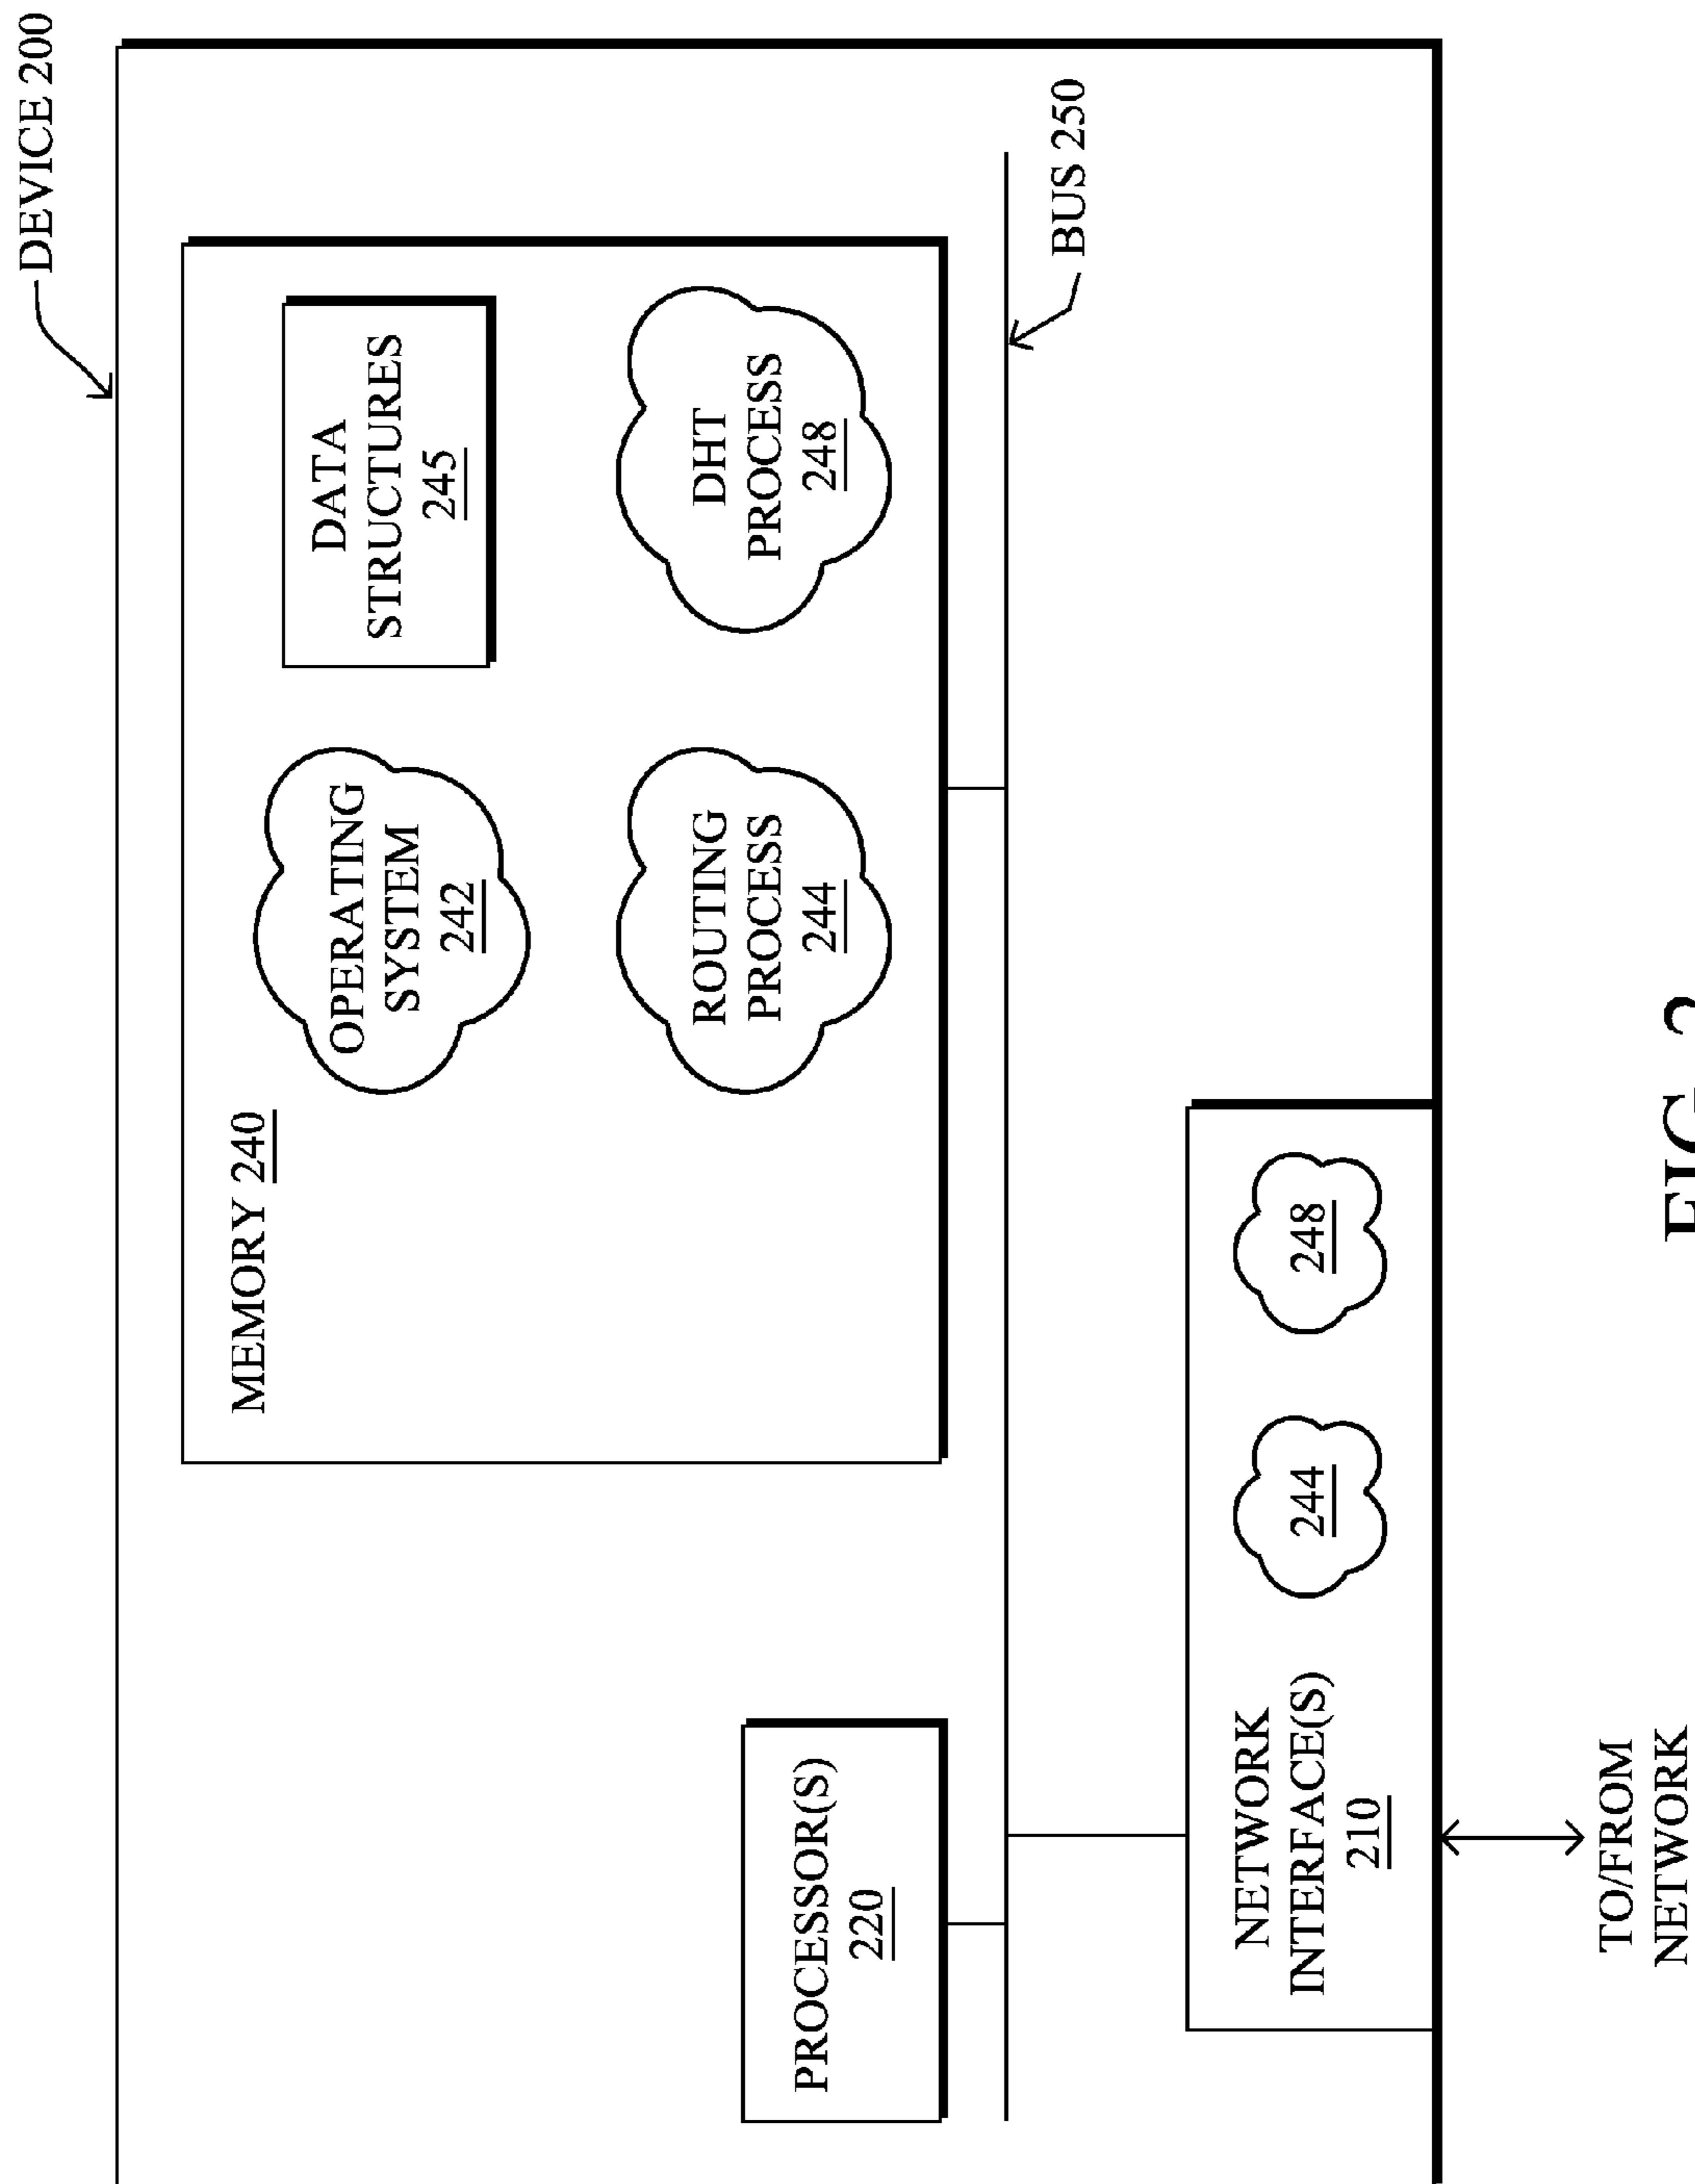 DEVICE 200
MEMORY 240
OPERATING
SYSTEM
242
DATA
STRUCTURES
245
ROUTING
PROCESS
244
DHT
PROCESS
248
PROCESSOR(S)
220
BUS 250
NETWORK
INTERFACE(S)
210
244
248
TO/FROM
NETWORK